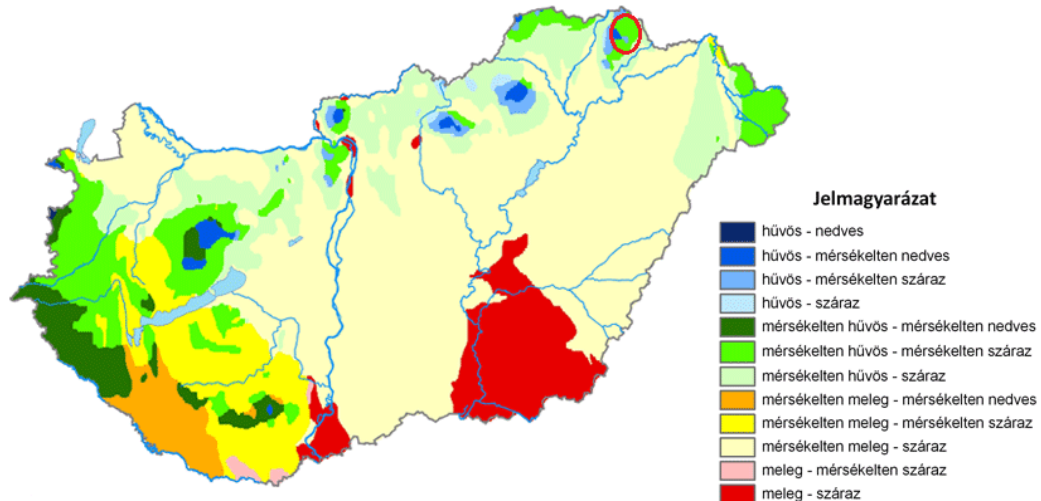 Jelmagyarázat
hűvös - nedves
hűvös - mérsékelten nedves
hűvös - mérsékelten száraz
hűvös - száraz
mérsékelten hűvös - mérsékelten nedves
mérsékelten hűvös - mérsékelten száraz
mérsékelten hűvös - száraz
mérsékelten meleg - mérsékelten nedves
mérsékelten meleg - mérsékelten száraz
mérsékelten meleg - száraz
meleg - mérsékelten száraz
meleg - száraz